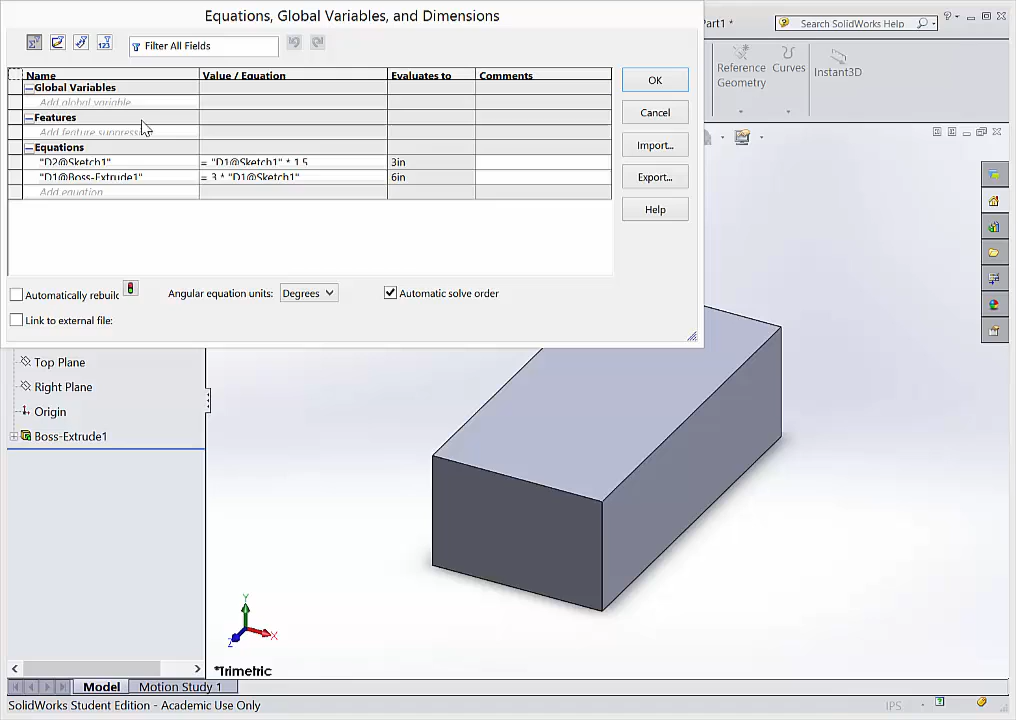 Equations, Global Variables, and Dimensions
Part1 *
Search SolidWorks Help
Filter All Fields
Reference Geometry
Curves
Instant3D
Name Value / Equation Evaluates to Comments
Global Variables
Add global variable
Features
Add feature suppress
Equations
"D2@Sketch1" = "D1@Sketch1" * 1.5 3in
"D1@Boss-Extrude1" = 3 * "D1@Sketch1" 6in
Add equation
OK
Cancel
Import...
Export...
Help
Automatically rebuild
Angular equation units: Degrees
Automatic solve order
Link to external file:
Top Plane
Right Plane
Origin
Boss-Extrude1
Y
X
Z
*Trimetric
Model
Motion Study 1
SolidWorks Student Edition - Academic Use Only
IPS